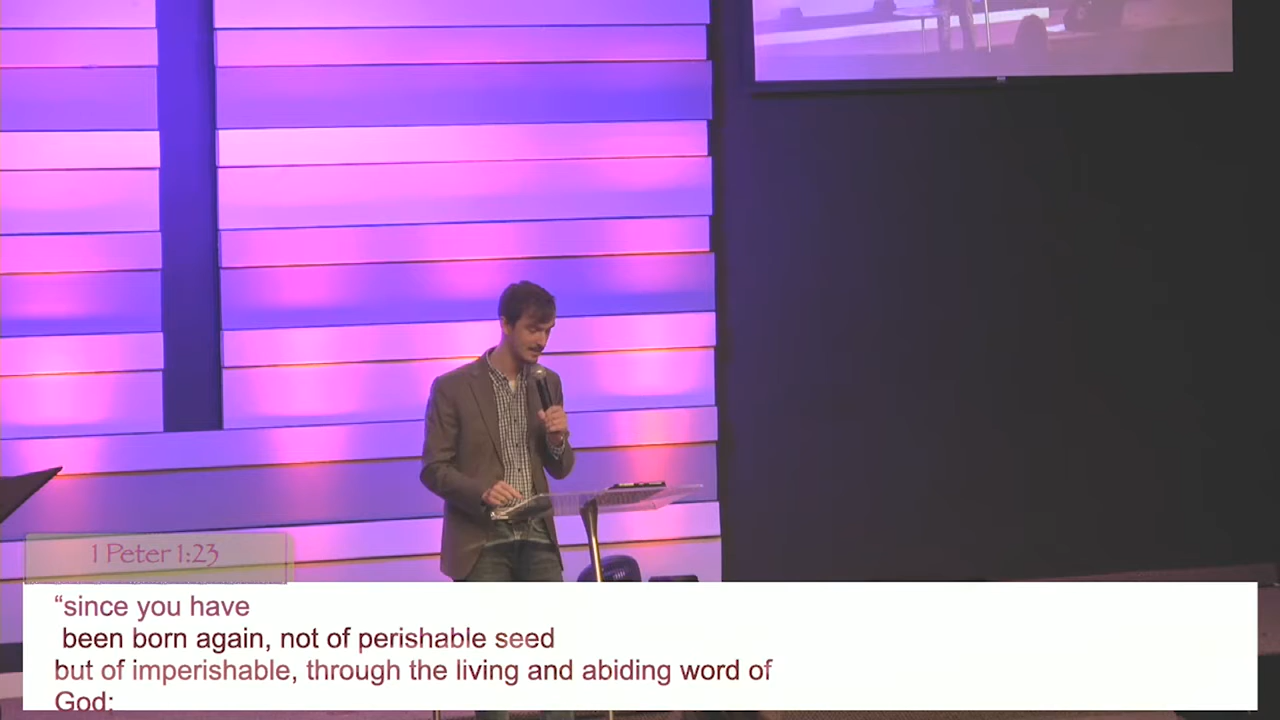 1 Peter 1:23
“since you have
been born again, not of perishable seed
but of imperishable, through the living and abiding word of
God;